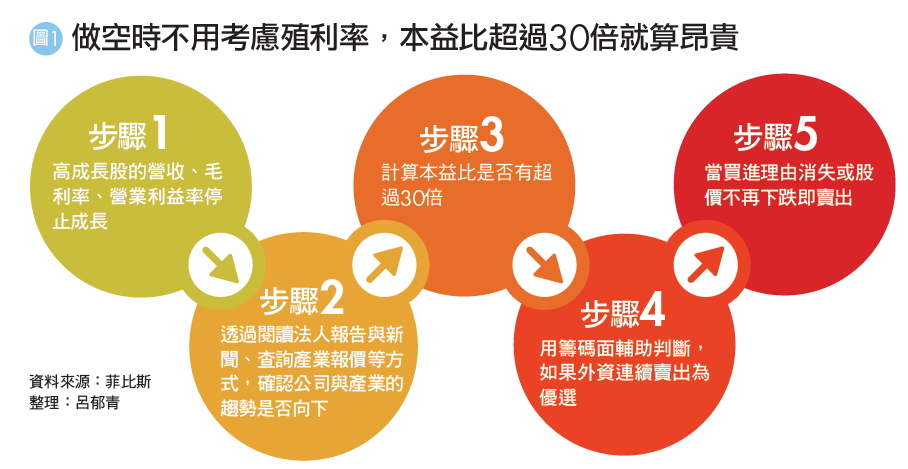 圖1 做空時不用考慮殖利率，本益比超過30倍就算昂貴
步驟1
高成長股的營收、毛
利率、營業利益率停
止成長
步驟2
透過閱讀法人報告與新
聞、查詢產業報價等方
式，確認公司與產業的
趨勢是否向下
步驟3
計算本益比是否有超
過30倍
步驟4
用籌碼面輔助判斷，
如果外資連續賣出為
優選
步驟5
當買進理由消失或股
價不再下跌即賣出
資料來源：菲比斯
整理：呂郁青